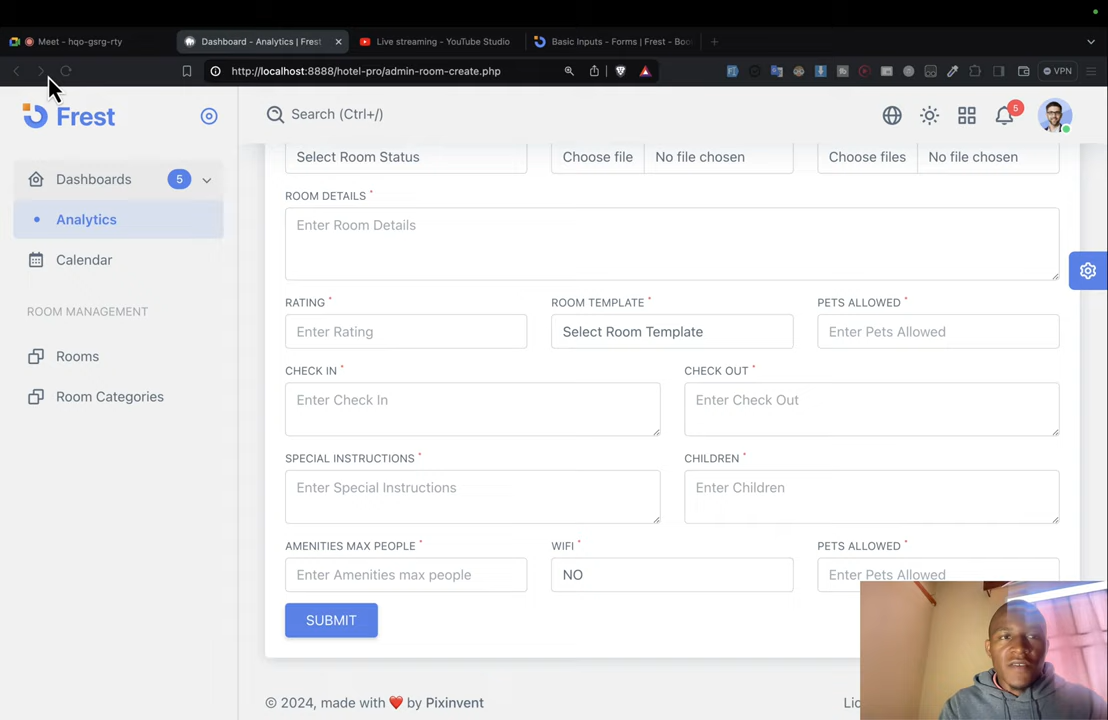 Meet - hqo-gsrg-rty
Dashboard - Analytics | Frest
Live streaming - YouTube Studio
Basic Inputs - Forms | Frest - Boo
http://localhost:8888/hotel-pro/admin-room-create.php
VPN
Frest
Search (Ctrl+/)
5
Dashboards 5
Analytics
Calendar
ROOM MANAGEMENT
Rooms
Room Categories
Select Room Status
Choose file No file chosen
Choose files No file chosen
ROOM DETAILS *
Enter Room Details
RATING *
ROOM TEMPLATE *
PETS ALLOWED *
Enter Rating
Select Room Template
Enter Pets Allowed
CHECK IN *
CHECK OUT *
Enter Check In
Enter Check Out
SPECIAL INSTRUCTIONS *
CHILDREN *
Enter Special Instructions
Enter Children
AMENITIES MAX PEOPLE *
WIFI *
PETS ALLOWED *
Enter Amenities max people
NO
Enter Pets Allowed
SUBMIT
© 2024, made with ❤️ by Pixinvent